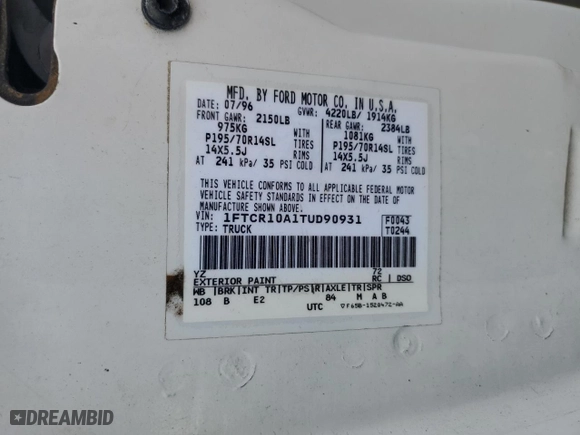 MFD. BY FORD MOTOR CO. IN U.S.A.
DATE: 07/96 GVWR: 4220LB/ 1914KG
FRONT GAWR: 2150LB REAR GAWR: 2384LB
975KG WITH 1081KG WITH
P195/70R14SL TIRES P195/70R14SL TIRES
14X5.5J RIMS 14X5.5J RIMS
AT 241 kPa/ 35 PSI COLD AT 241 kPa/ 35 PSI COLD
THIS VEHICLE CONFORMS TO ALL APPLICABLE FEDERAL MOTOR
VEHICLE SAFETY STANDARDS IN EFFECT ON THE DATE OF
MANUFACTURE SHOWN ABOVE.
VIN: 1FTCR10A1TUD90931 F0043
TYPE: TRUCK T0244
YZ 72
EXTERIOR PAINT RC | DSO
WB |BRK|INT TR|TP/PS|R|AXLE|TR|SPR
108 B E2 84 M A B
UTC
DREAMBID